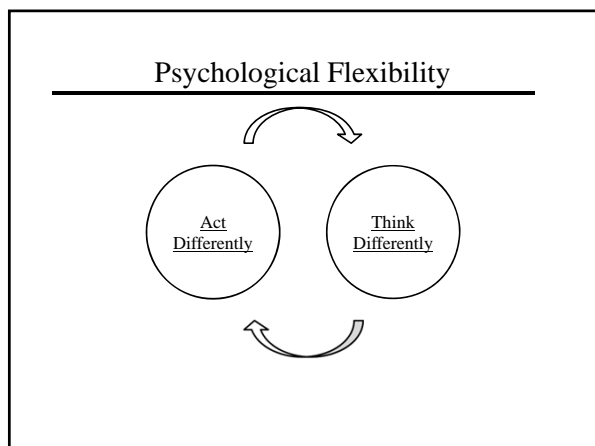 Psychological Flexibility
Act
Differently
Think
Differently